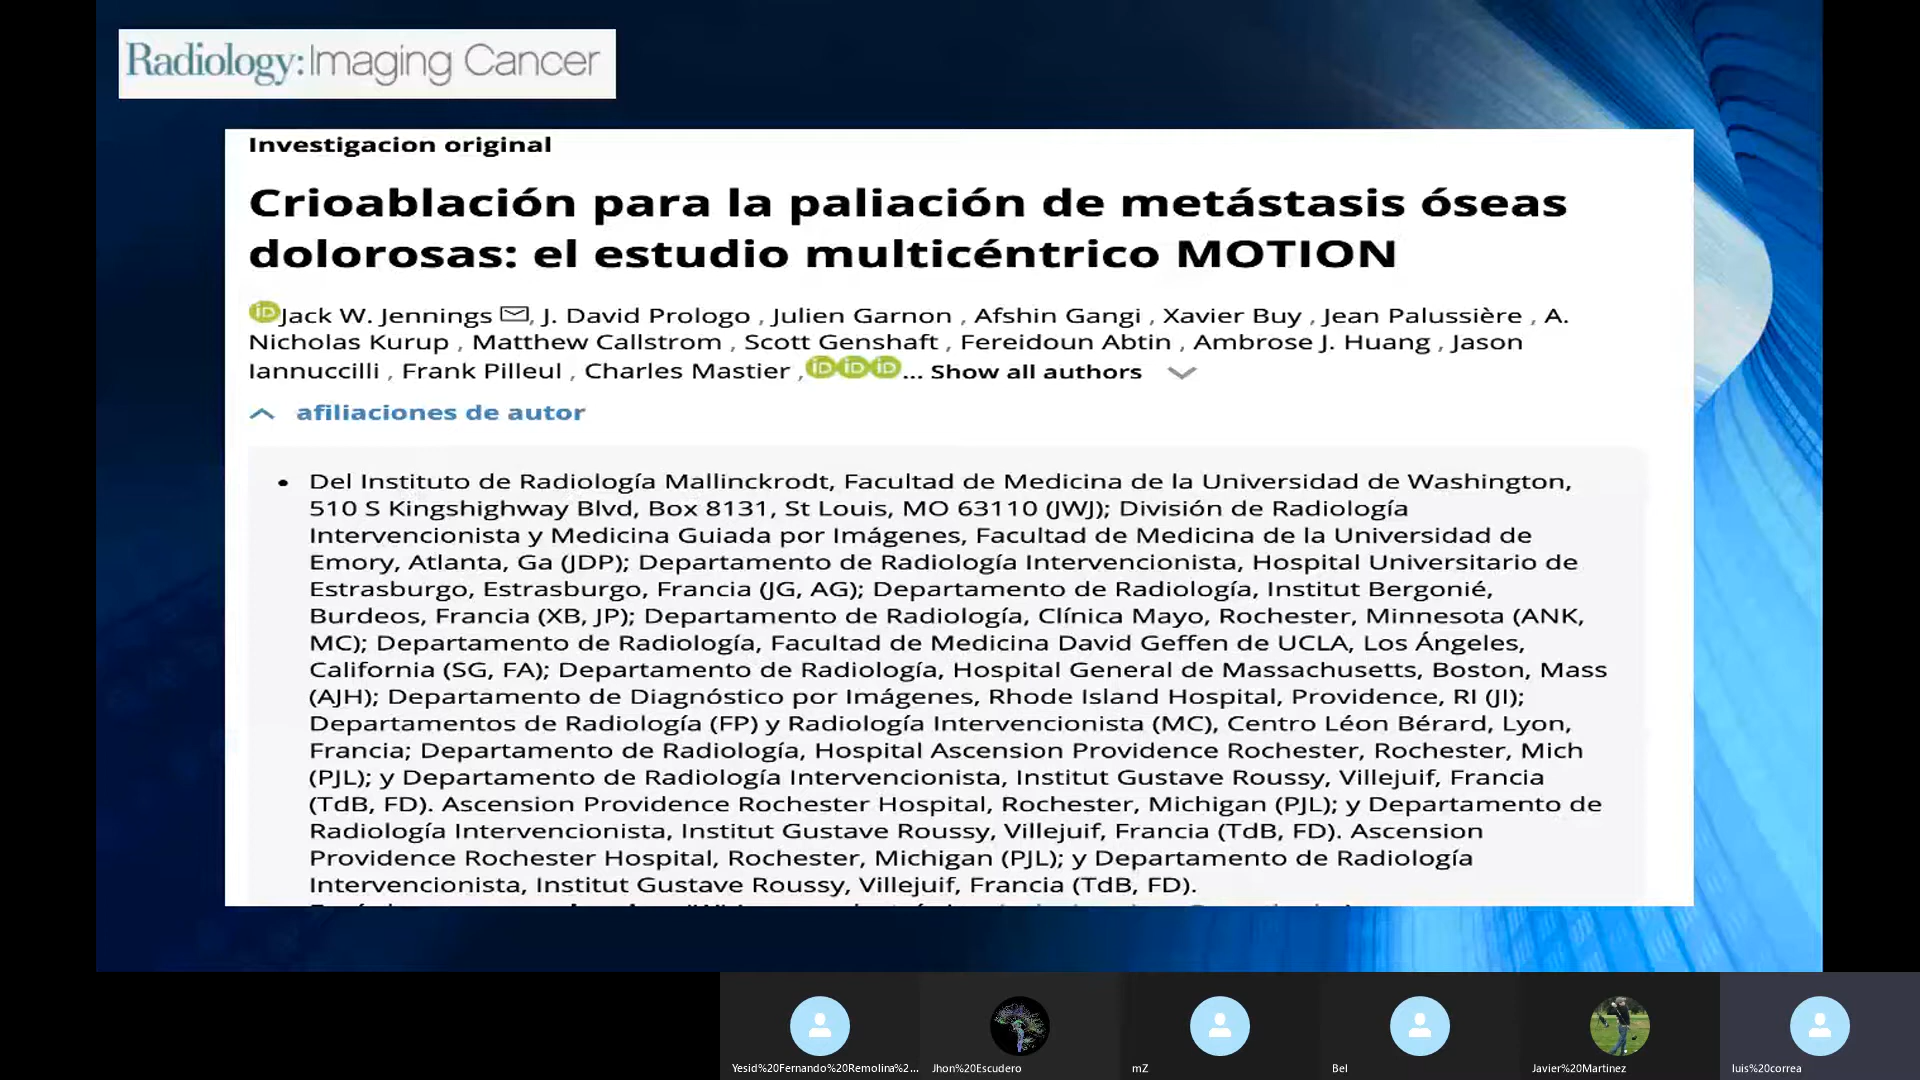 Radiology: Imaging Cancer
Investigacion original
Crioablación para la paliación de metástasis óseas
dolorosas: el estudio multicéntrico MOTION
iD Jack W. Jennings , J. David Prologo , Julien Garnon , Afshin Gangi , Xavier Buy , Jean Palussière , A.
Nicholas Kurup , Matthew Callstrom , Scott Genshaft , Fereidoun Abtin , Ambrose J. Huang , Jason
Iannuccilli , Frank Pilleul , Charles Mastier , iD iD iD ... Show all authors
afiliaciones de autor
• Del Instituto de Radiología Mallinckrodt, Facultad de Medicina de la Universidad de Washington,
510 S Kingshighway Blvd, Box 8131, St Louis, MO 63110 (JWJ); División de Radiología
Intervencionista y Medicina Guiada por Imágenes, Facultad de Medicina de la Universidad de
Emory, Atlanta, Ga (JDP); Departamento de Radiología Intervencionista, Hospital Universitario de
Estrasburgo, Estrasburgo, Francia (JG, AG); Departamento de Radiología, Institut Bergonié,
Burdeos, Francia (XB, JP); Departamento de Radiología, Clínica Mayo, Rochester, Minnesota (ANK,
MC); Departamento de Radiología, Facultad de Medicina David Geffen de UCLA, Los Ángeles,
California (SG, FA); Departamento de Radiología, Hospital General de Massachusetts, Boston, Mass
(AJH); Departamento de Diagnóstico por Imágenes, Rhode Island Hospital, Providence, RI (JI);
Departamentos de Radiología (FP) y Radiología Intervencionista (MC), Centro Léon Bérard, Lyon,
Francia; Departamento de Radiología, Hospital Ascension Providence Rochester, Rochester, Mich
(PJL); y Departamento de Radiología Intervencionista, Institut Gustave Roussy, Villejuif, Francia
(TdB, FD). Ascension Providence Rochester Hospital, Rochester, Michigan (PJL); y Departamento de
Radiología Intervencionista, Institut Gustave Roussy, Villejuif, Francia (TdB, FD). Ascension
Providence Rochester Hospital, Rochester, Michigan (PJL); y Departamento de Radiología
Intervencionista, Institut Gustave Roussy, Villejuif, Francia (TdB, FD).
Yesid%20Fernando%20Remolina%2...
Jhon%20Escudero
mZ
Bel
Javier%20Martinez
luis%20correa